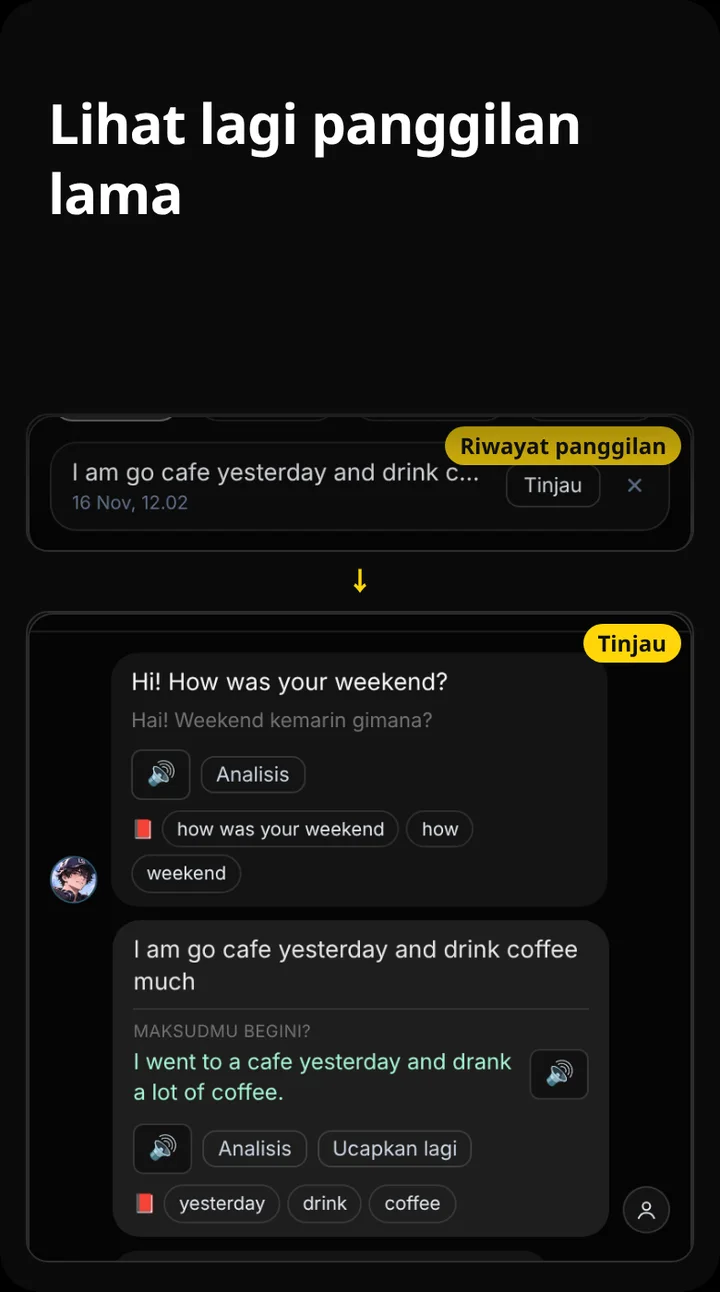 Lihat lagi panggilan
lama
Riwayat panggilan
I am go cafe yesterday and drink c...
16 Nov, 12.02
Tinjau
↓
Tinjau
Hi! How was your weekend?
Hai! Weekend kemarin gimana?
Analisis
how was your weekend
how
weekend
I am go cafe yesterday and drink coffee
much
MAKSUDMU BEGINI?
I went to a cafe yesterday and drank
a lot of coffee.
Analisis
Ucapkan lagi
yesterday
drink
coffee